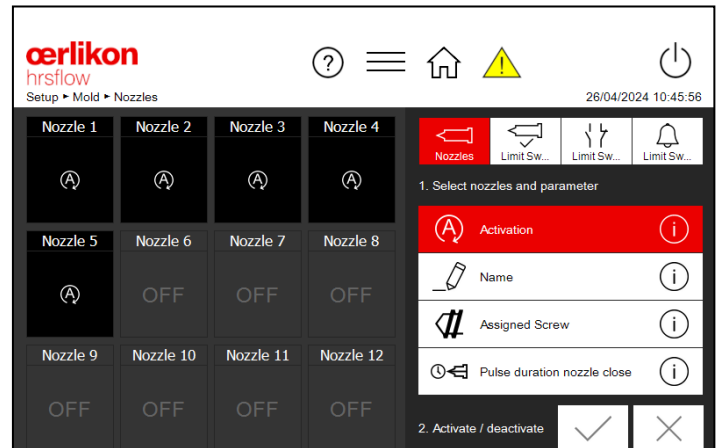 œrlikon
hrsflow
?
!
Setup ► Mold ► Nozzles
26/04/2024 10:45:56
Nozzle 1 Nozzle 2 Nozzle 3 Nozzle 4
A A A A
Nozzle 5 Nozzle 6 Nozzle 7 Nozzle 8
A OFF OFF OFF
Nozzle 9 Nozzle 10 Nozzle 11 Nozzle 12
OFF OFF OFF OFF
Nozzles Limit Sw... Limit Sw... Limit Sw...
1. Select nozzles and parameter
A Activation i
Name i
Assigned Screw i
Pulse duration nozzle close i
2. Activate / deactivate